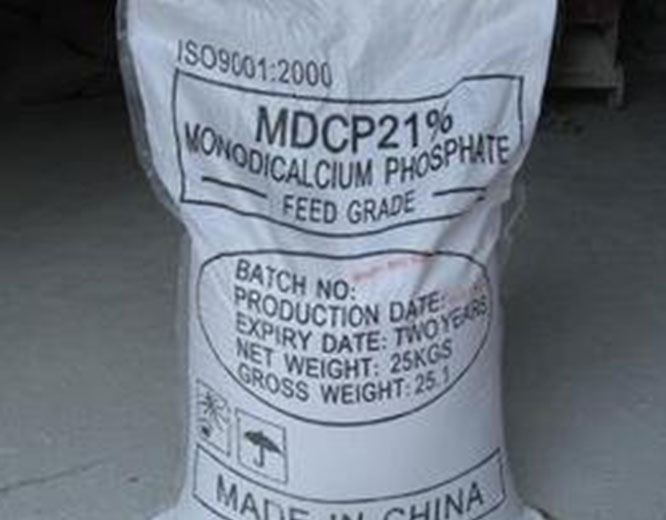 ISO9001:2000
MDCP21%
MONODICALCIUM PHOSPHATE
FEED GRADE
BATCH NO:
PRODUCTION DATE:
EXPIRY DATE: TWO YEARS
NET WEIGHT: 25KGS
GROSS WEIGHT: 25.1
MADE IN CHINA